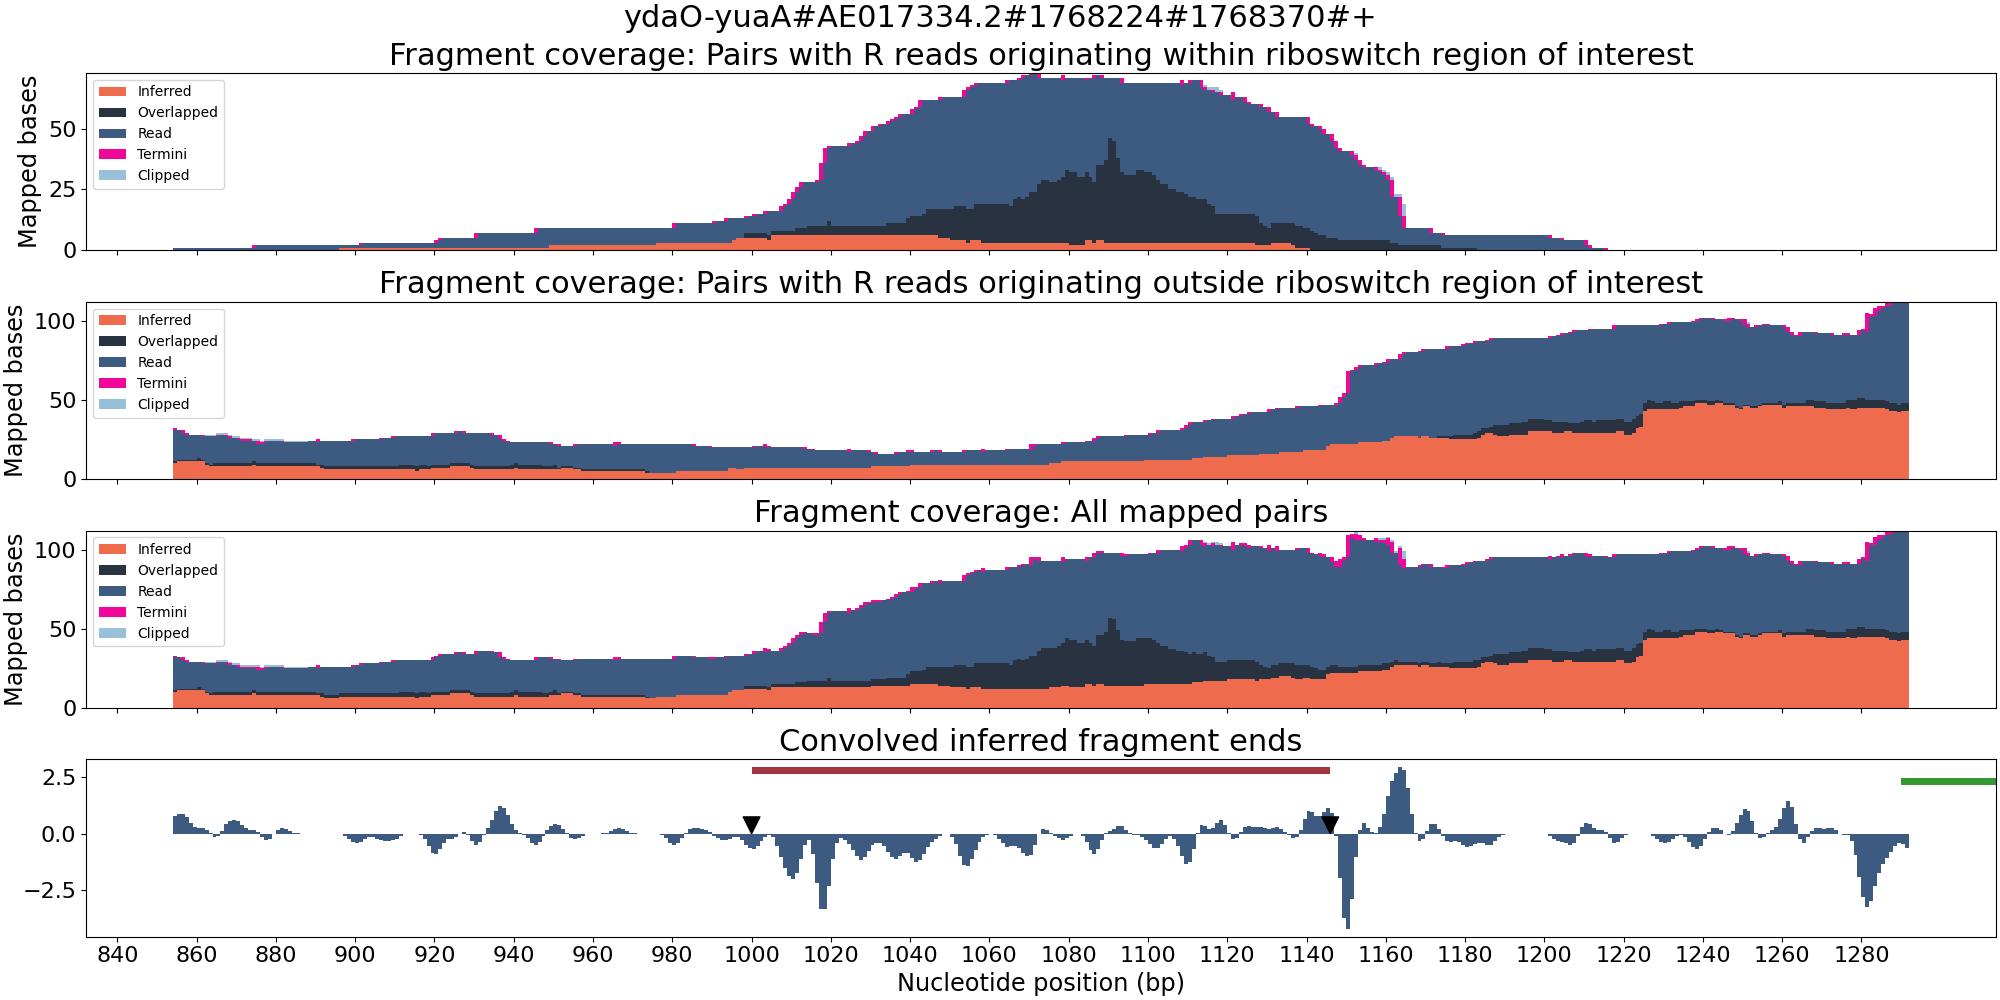 ydaO-yuaA#AE017334.2#1768224#1768370#+
Fragment coverage: Pairs with R reads originating within riboswitch region of interest
Mapped bases
50
25
0
Inferred
Overlapped
Read
Termini
Clipped
Fragment coverage: Pairs with R reads originating outside riboswitch region of interest
Mapped bases
100
50
0
Inferred
Overlapped
Read
Termini
Clipped
Fragment coverage: All mapped pairs
Mapped bases
100
50
0
Inferred
Overlapped
Read
Termini
Clipped
Convolved inferred fragment ends
2.5
0.0
−2.5
840 860 880 900 920 940 960 980 1000 1020 1040 1060 1080 1100 1120 1140 1160 1180 1200 1220 1240 1260 1280
Nucleotide position (bp)